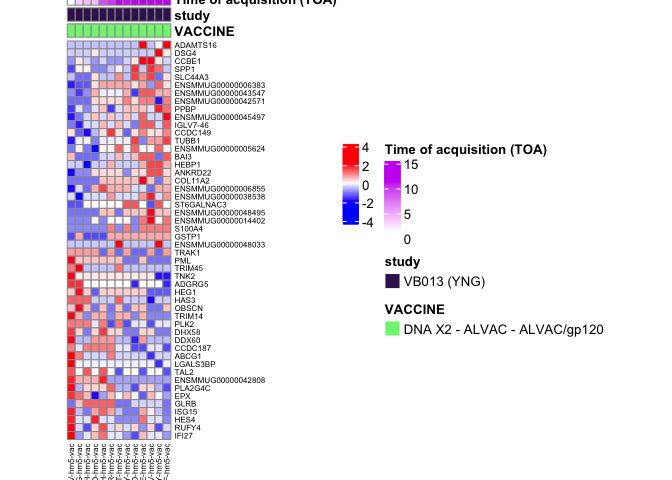 Time of acquisition (TOA)
study
VACCINE
ADAMTS16
DSG4
CCBE1
SPP1
SLC44A3
ENSMMUG00000006383
ENSMMUG00000043547
ENSMMUG00000042571
PPBP
ENSMMUG00000045497
IGLV7-46
CCDC149
TUBB1
ENSMMUG00000005624
BAI3
HEBP1
ANKRD22
COL11A2
ENSMMUG00000006855
ENSMMUG00000038538
ST6GALNAC3
ENSMMUG00000048495
ENSMMUG00000014402
S100A4
GSTP1
ENSMMUG00000048033
TRAK1
PML
TRIM45
TNK2
ADGRG5
HEG1
HAS3
OBSCN
TRIM14
PLK2
DHX58
DDX60
CCDC187
ABCG1
LGALS3BP
TAL2
ENSMMUG00000042808
PLA2G4C
EPX
GLRB
ISG15
HES4
RUFY4
IFI27
4
2
0
-2
-4
Time of acquisition (TOA)
15
10
5
0
study
VB013 (YNG)
VACCINE
DNA X2 - ALVAC - ALVAC/gp120